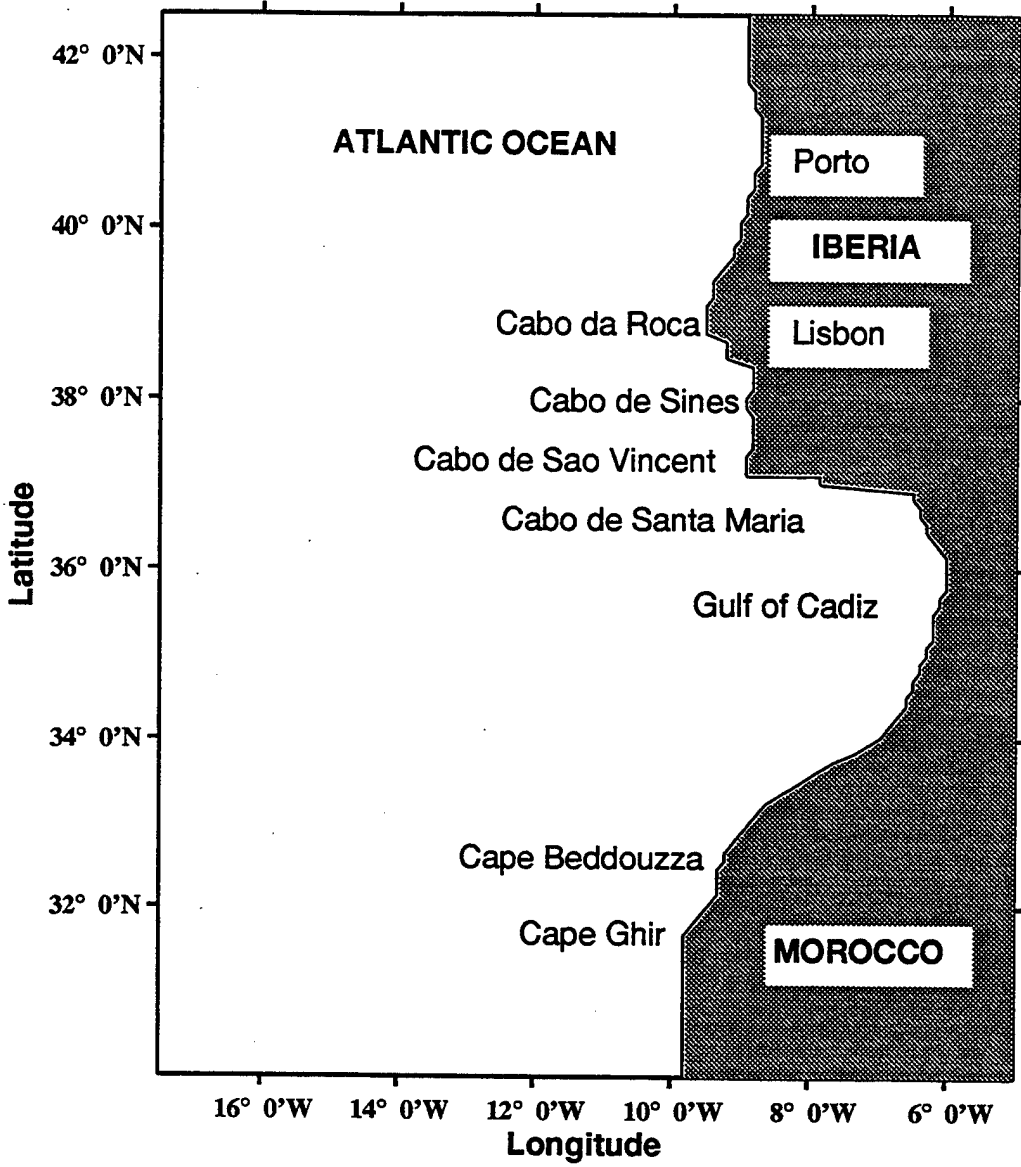 42° 0'N
ATLANTIC OCEAN
Porto
40° 0'N
IBERIA
Cabo da Roca
Lisbon
38° 0'N
Cabo de Sines
Cabo de Sao Vincent
Cabo de Santa Maria
Latitude
36° 0'N
Gulf of Cadiz
34° 0'N
Cape Beddouzza
32° 0'N
Cape Ghir
MOROCCO
16° 0'W 14° 0'W 12° 0'W 10° 0'W 8° 0'W 6° 0'W
Longitude